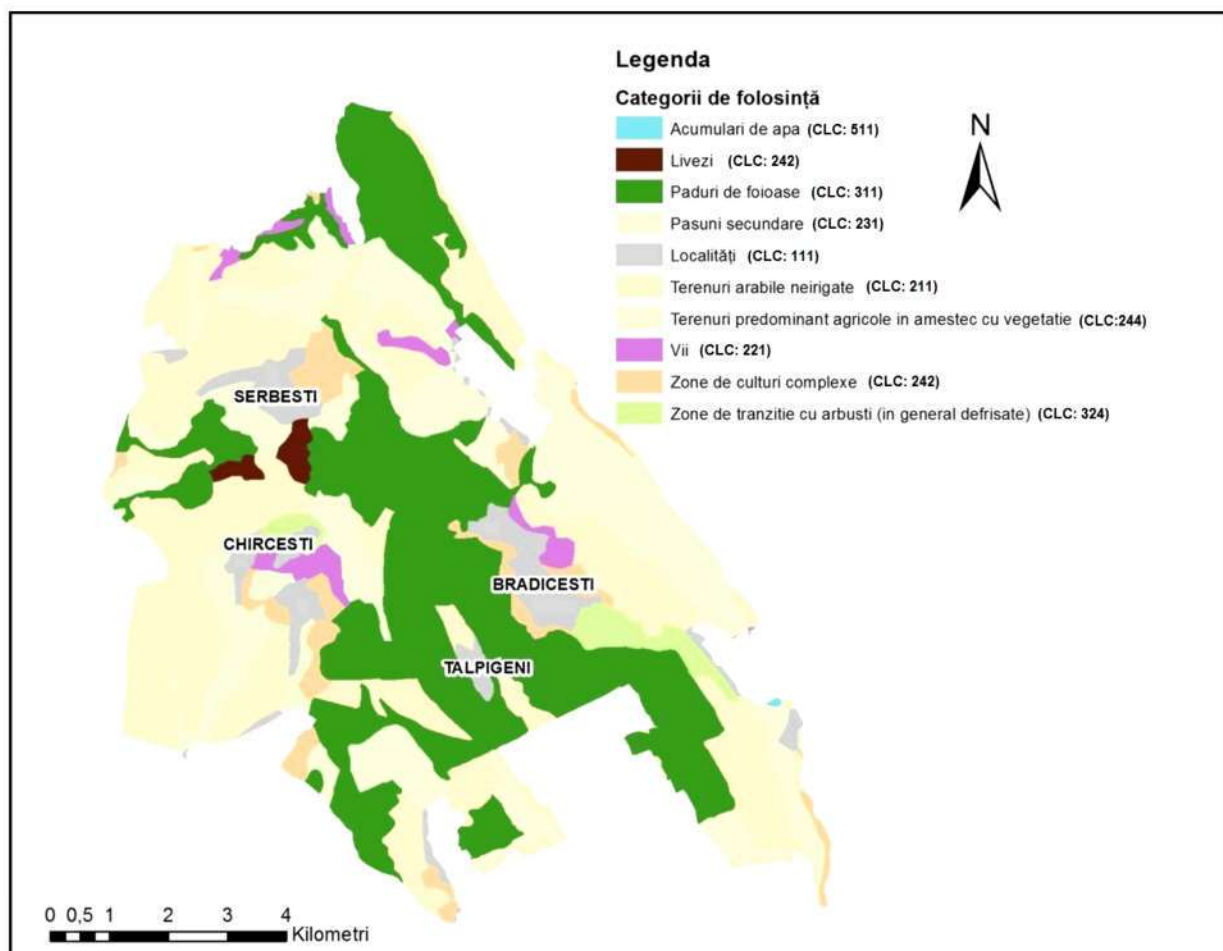 Legenda
Categorii de folosință
Acumulari de apa (CLC: 511)
Livezi (CLC: 242)
Paduri de foioase (CLC: 311)
Pasuni secundare (CLC: 231)
Localități (CLC: 111)
Terenuri arabile neirigate (CLC: 211)
Terenuri predominant agricole in amestec cu vegetatie (CLC:244)
Vii (CLC: 221)
Zone de culturi complexe (CLC: 242)
Zone de tranzitie cu arbusti (in general defrisate) (CLC: 324)
N
SERBESTI
CHIRCESTI
BRADICESTI
TALPIGENI
0 0,5 1 2 3 4
Kilometri